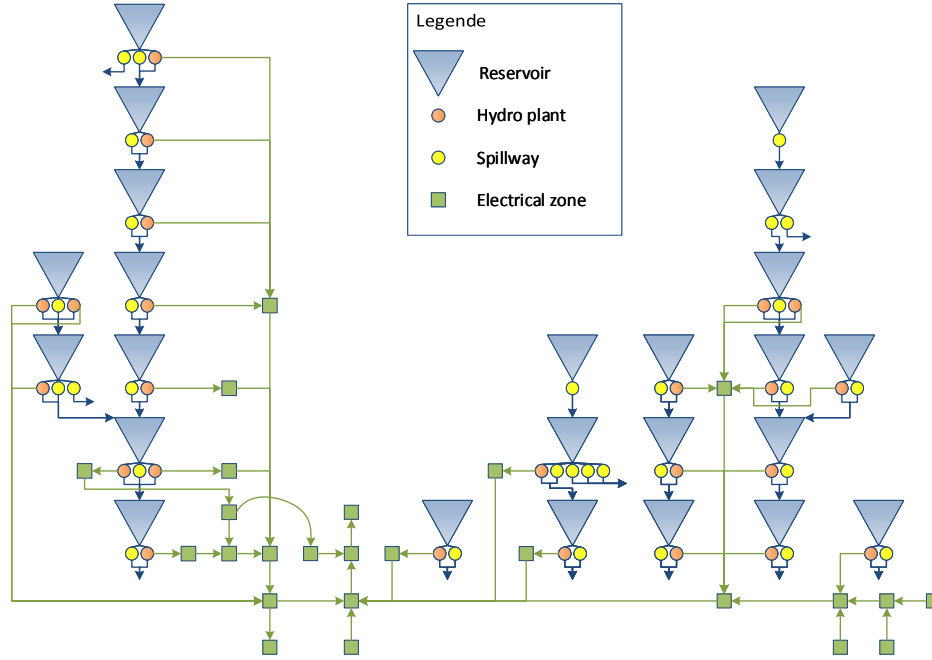 Legende
Reservoir
Hydro plant
Spillway
Electrical zone